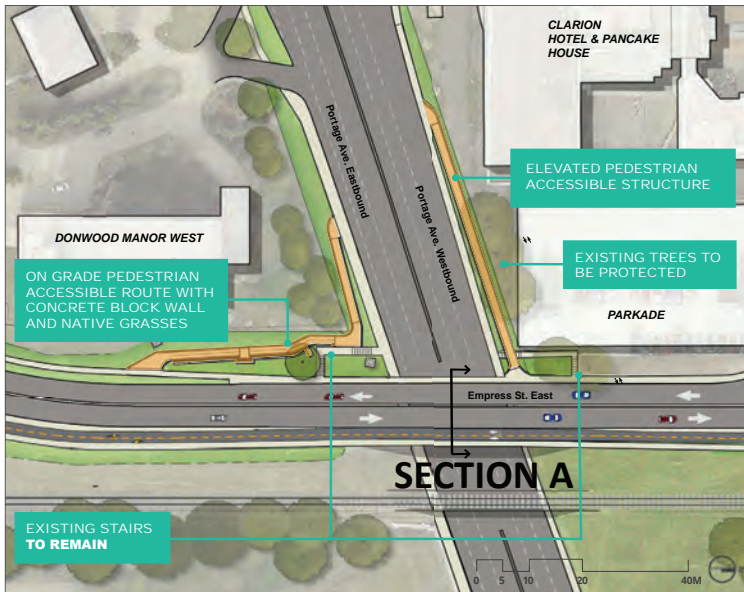 CLARION
HOTEL & PANCAKE
HOUSE
Portage Ave. Eastbound
Portage Ave. Westbound
ELEVATED PEDESTRIAN
ACCESSIBLE STRUCTURE
DONWOOD MANOR WEST
EXISTING TREES TO
BE PROTECTED
ON GRADE PEDESTRIAN
ACCESSIBLE ROUTE WITH
CONCRETE BLOCK WALL
AND NATIVE GRASSES
PARKADE
Empress St. East
SECTION A
EXISTING STAIRS
TO REMAIN
0 5 10 20 40M